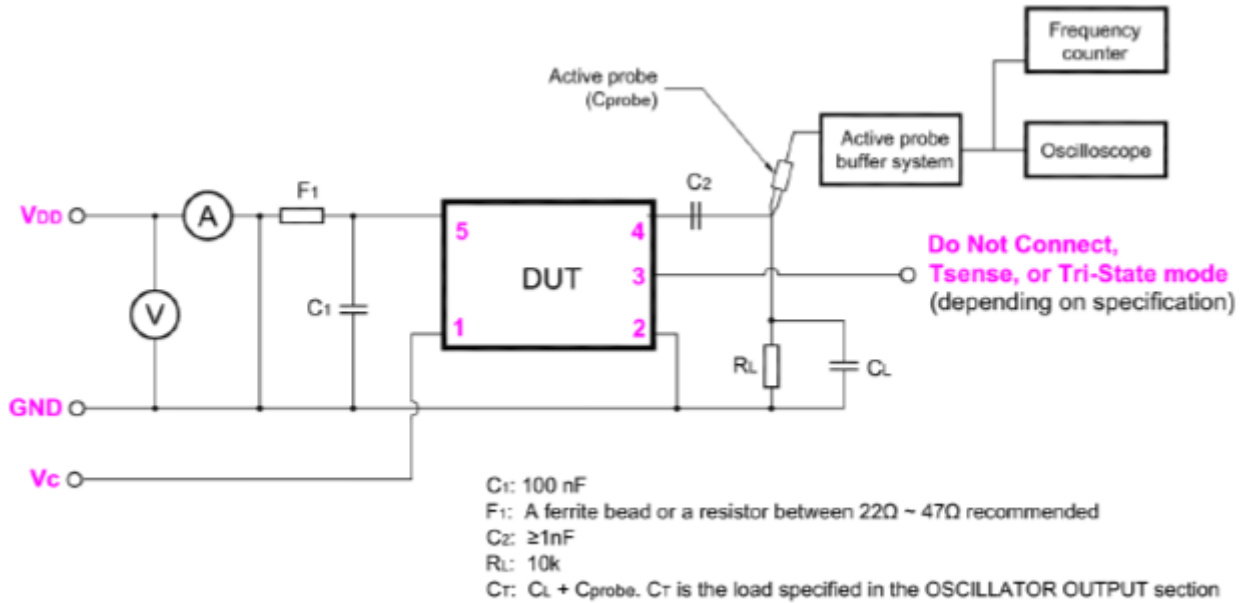 Frequency
counter
Active probe
(Cprobe)
Active probe
buffer system
Oscilloscope
C2
F1
VDD
A
5
4
Do Not Connect,
Tsense, or Tri-State mode
(depending on specification)
DUT
3
V
C1
1
2
RL
CL
GND
Vc
C1: 100 nF
F1: A ferrite bead or a resistor between 22Ω ~ 47Ω recommended
C2: ≥1nF
RL: 10k
CT: CL + Cprobe. CT is the load specified in the OSCILLATOR OUTPUT section